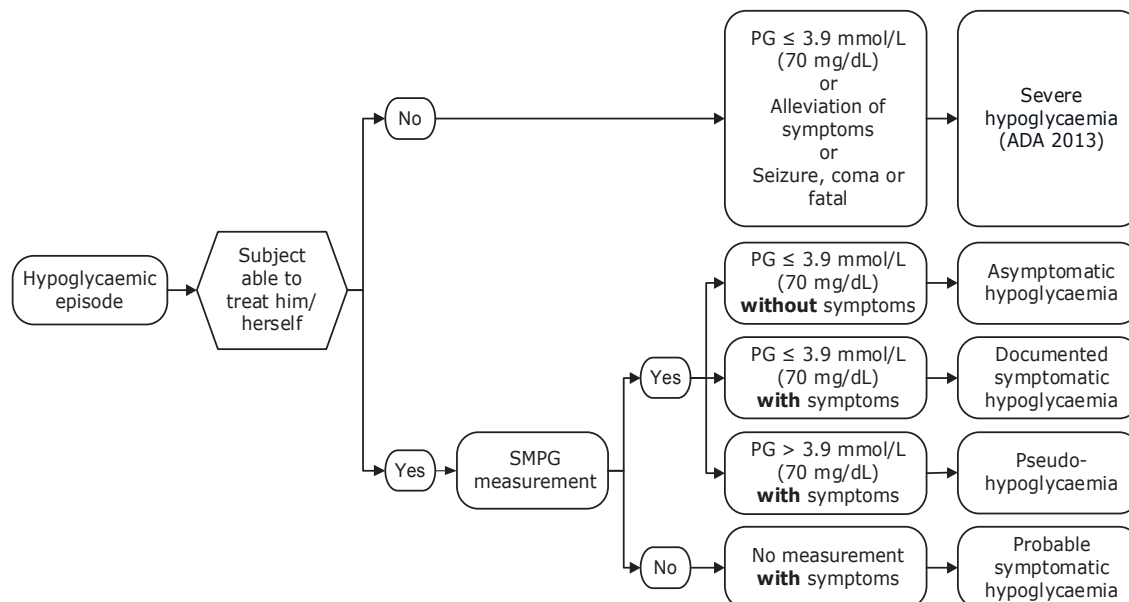 Hypoglycaemic
episode
Subject
able to
treat him/
herself
No
PG ≤ 3.9 mmol/L
(70 mg/dL)
or
Alleviation of
symptoms
or
Seizure, coma or
fatal
Severe
hypoglycaemia
(ADA 2013)
Yes
SMPG
measurement
Yes
PG ≤ 3.9 mmol/L
(70 mg/dL)
without symptoms
Asymptomatic
hypoglycaemia
PG ≤ 3.9 mmol/L
(70 mg/dL)
with symptoms
Documented
symptomatic
hypoglycaemia
PG > 3.9 mmol/L
(70 mg/dL)
with symptoms
Pseudo-
hypoglycaemia
No
No measurement
with symptoms
Probable
symptomatic
hypoglycaemia